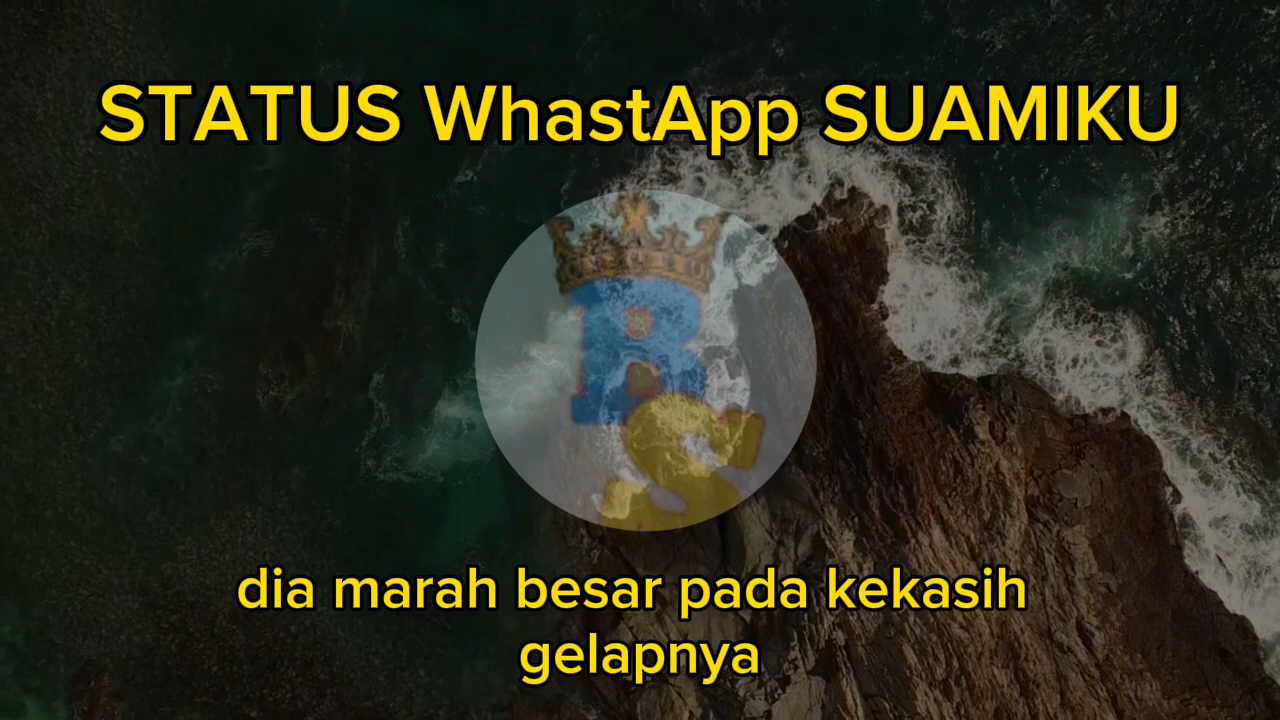 STATUS WhastApp SUAMIKU
B
S
dia marah besar pada kekasih
gelapnya